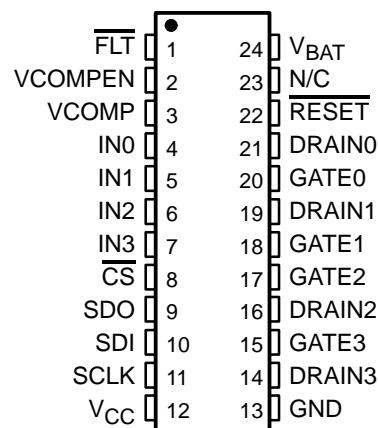 FLT 1 24 VBAT
VCOMPEN 2 23 N/C
VCOMP 3 22 RESET
IN0 4 21 DRAIN0
IN1 5 20 GATE0
IN2 6 19 DRAIN1
IN3 7 18 GATE1
CS 8 17 GATE2
SDO 9 16 DRAIN2
SDI 10 15 GATE3
SCLK 11 14 DRAIN3
VCC 12 13 GND